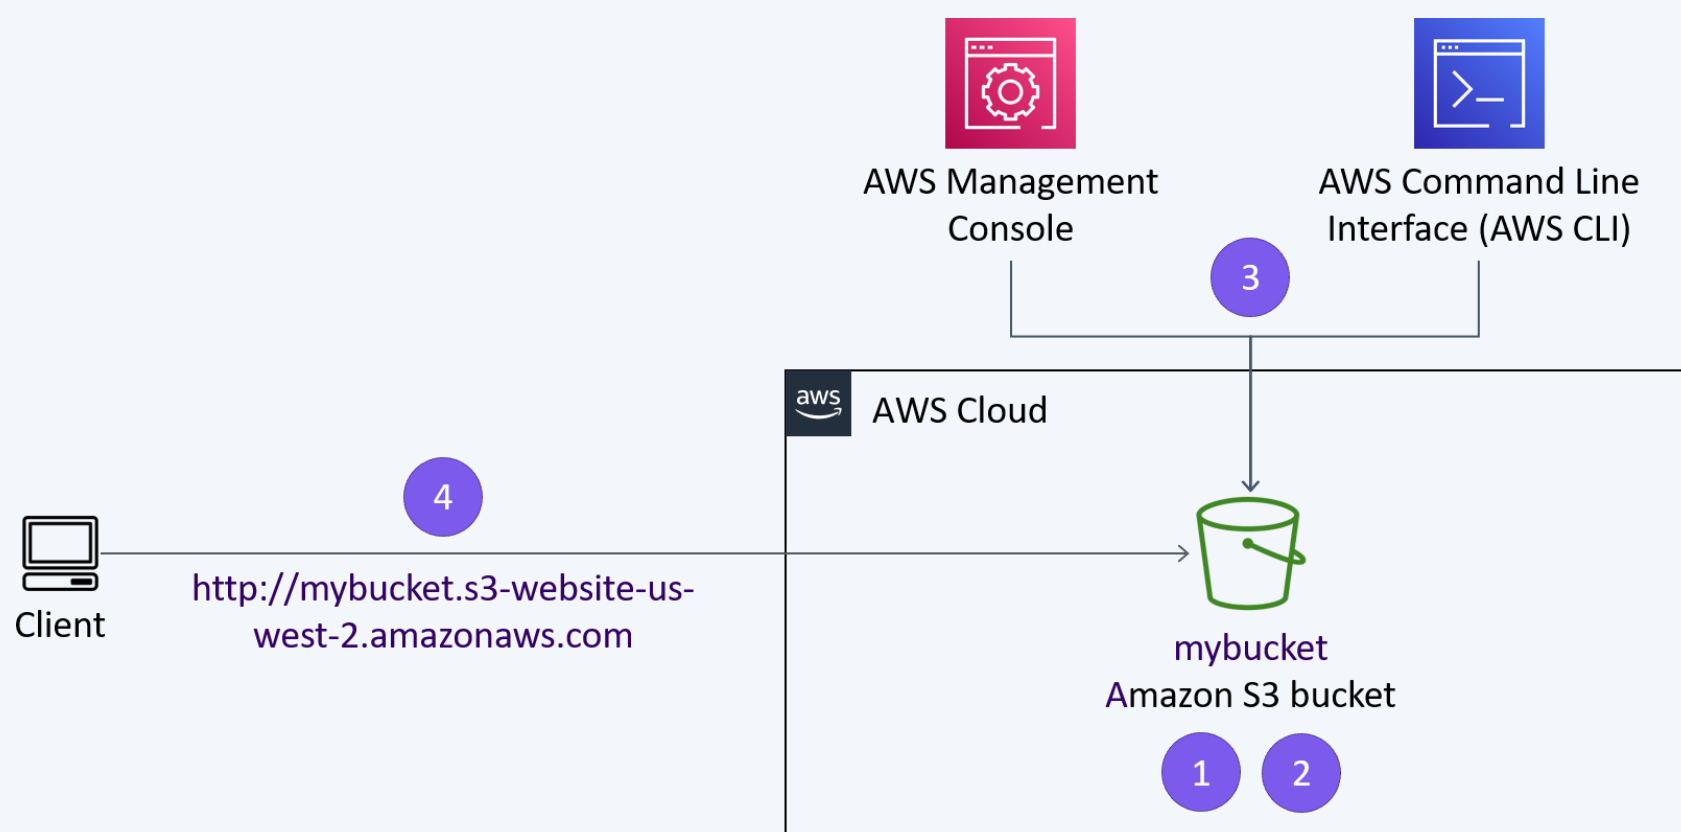 AWS Management
Console
AWS Command Line
Interface (AWS CLI)
3
aws
AWS Cloud
4
http://mybucket.s3-website-us-
west-2.amazonaws.com
Client
mybucket
Amazon S3 bucket
1
2